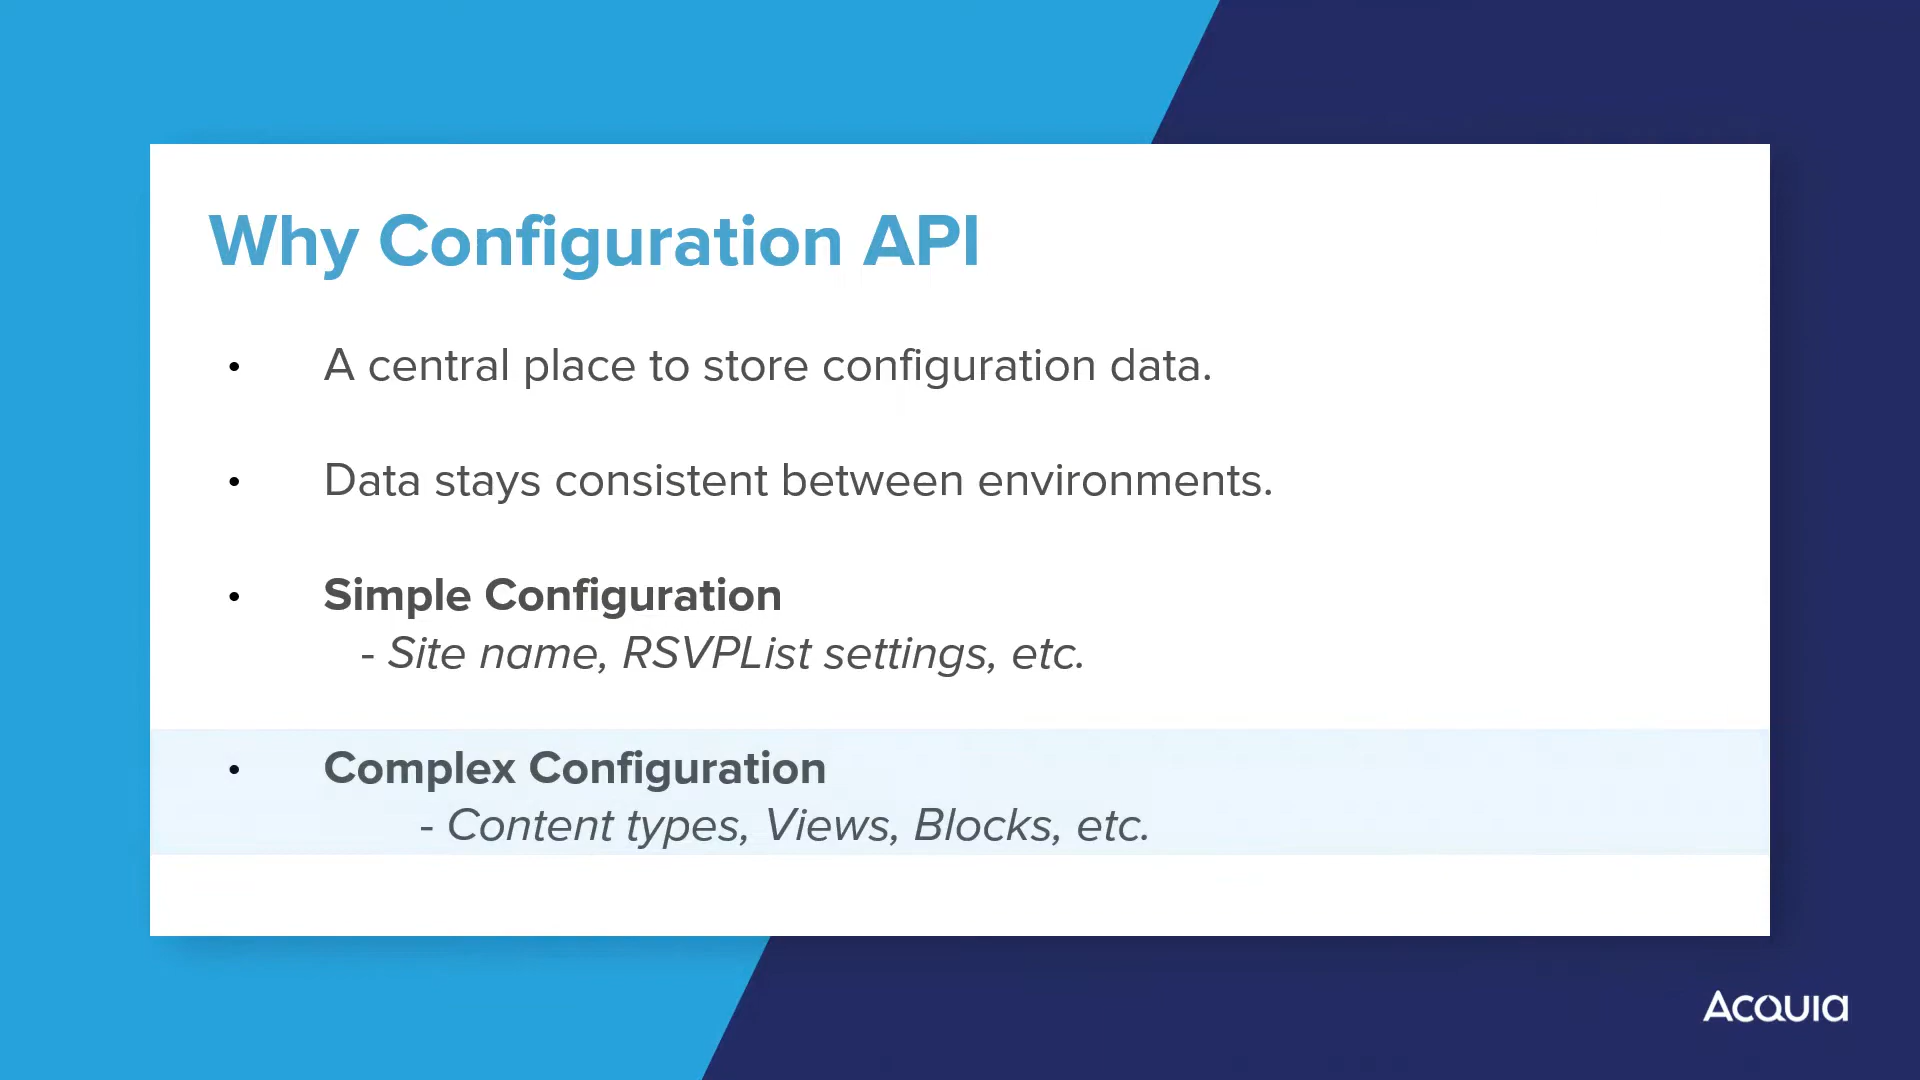 Why Configuration API
• A central place to store configuration data.
• Data stays consistent between environments.
• Simple Configuration
- Site name, RSVPList settings, etc.
• Complex Configuration
- Content types, Views, Blocks, etc.
ACQUIA